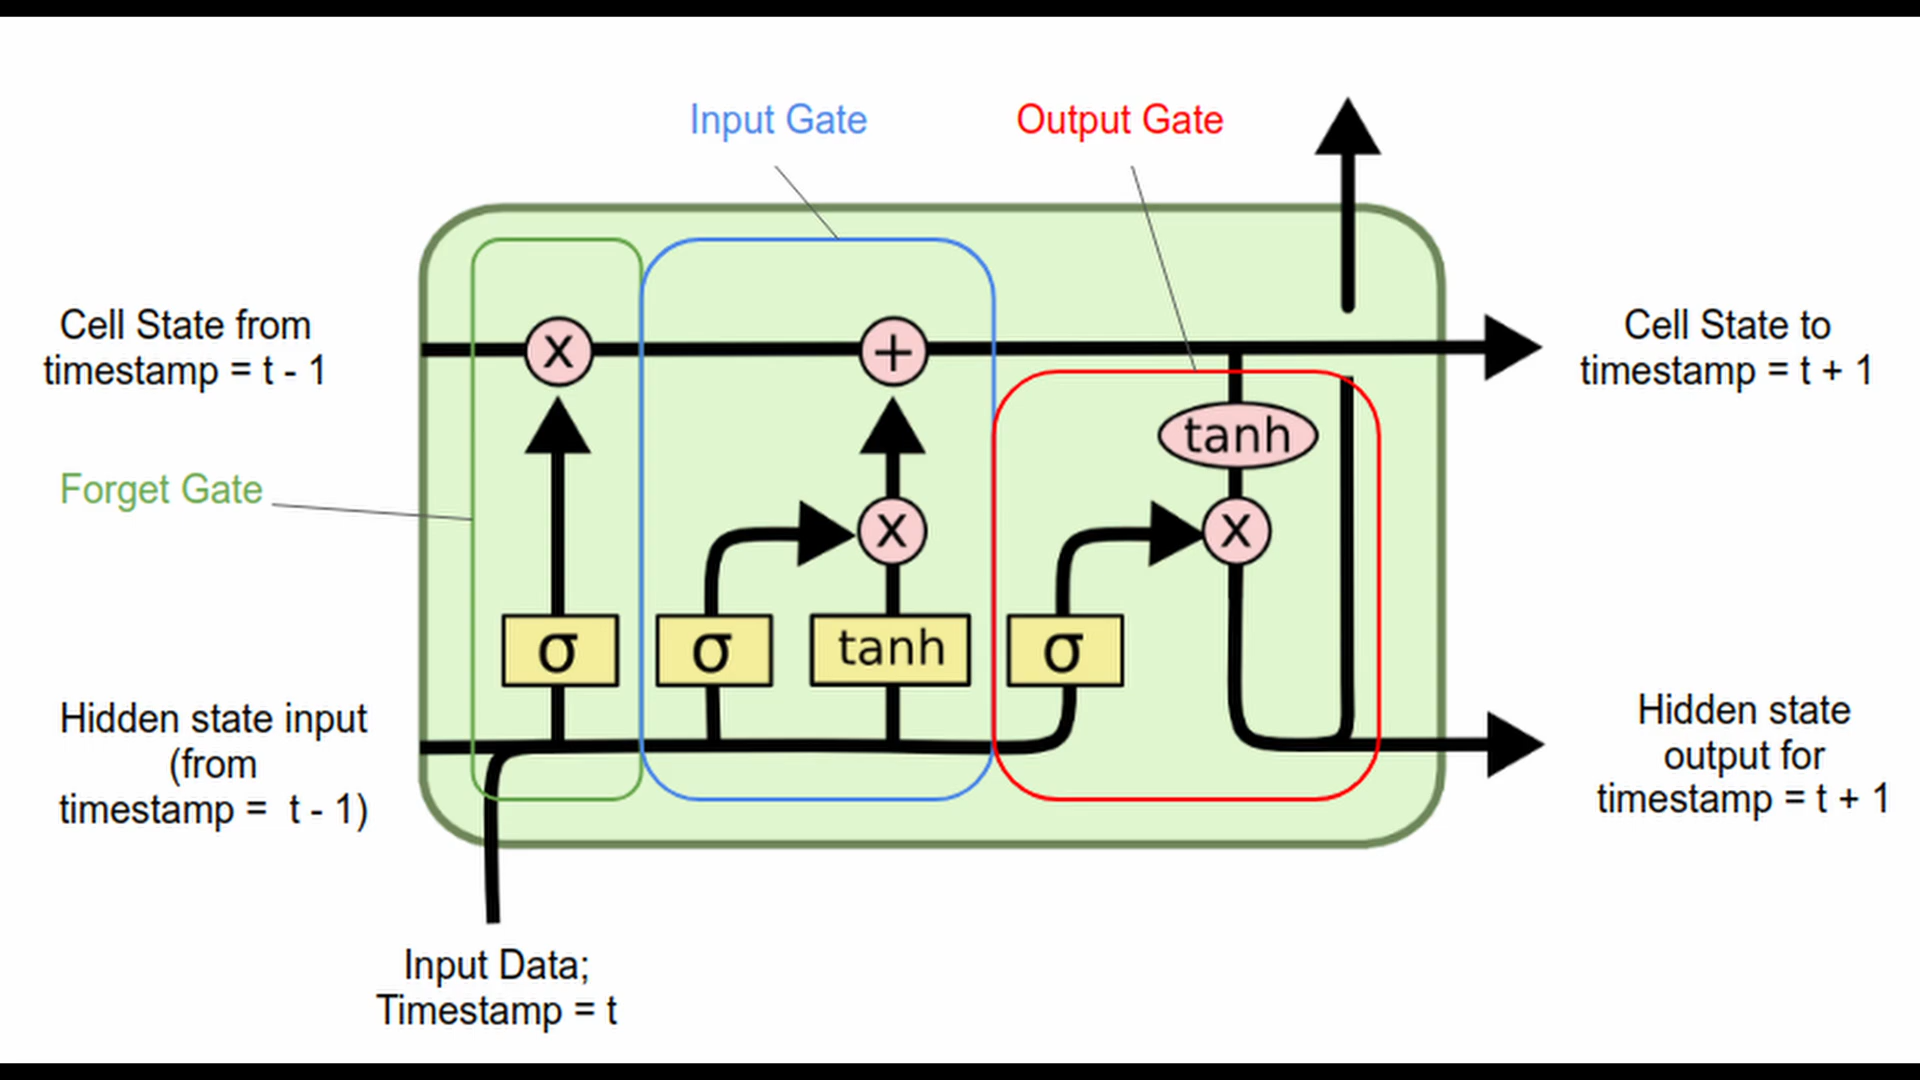 Input Gate
Output Gate
Cell State from
timestamp = t - 1
x
+
Cell State to
timestamp = t + 1
tanh
Forget Gate
x
x
σ
σ
tanh
σ
Hidden state input
(from
timestamp =  t - 1)
Hidden state
output for
timestamp = t + 1
Input Data;
Timestamp = t